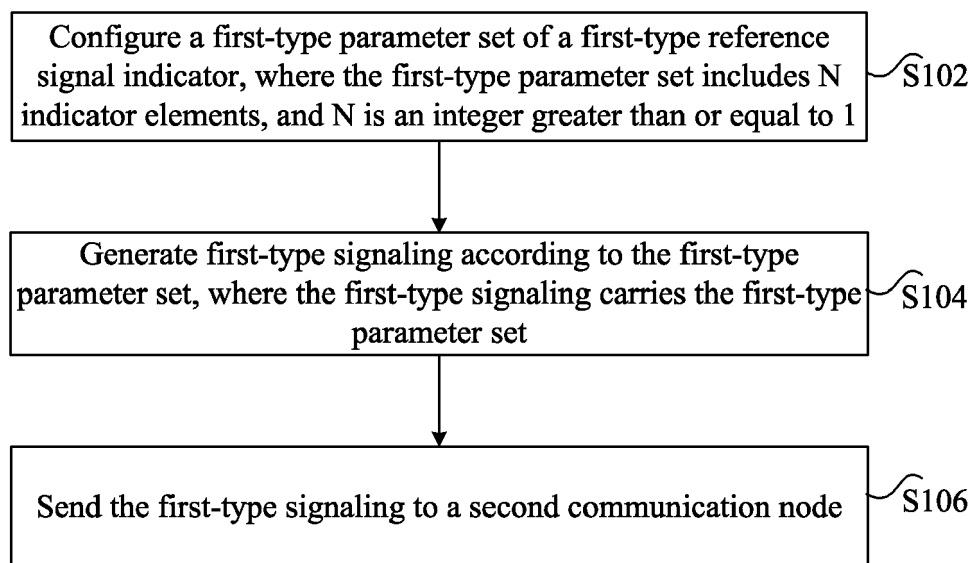 Configure a first-type parameter set of a first-type reference
signal indicator, where the first-type parameter set includes N
indicator elements, and N is an integer greater than or equal to 1
S102
Generate first-type signaling according to the first-type
parameter set, where the first-type signaling carries the first-type
parameter set
S104
Send the first-type signaling to a second communication node
S106